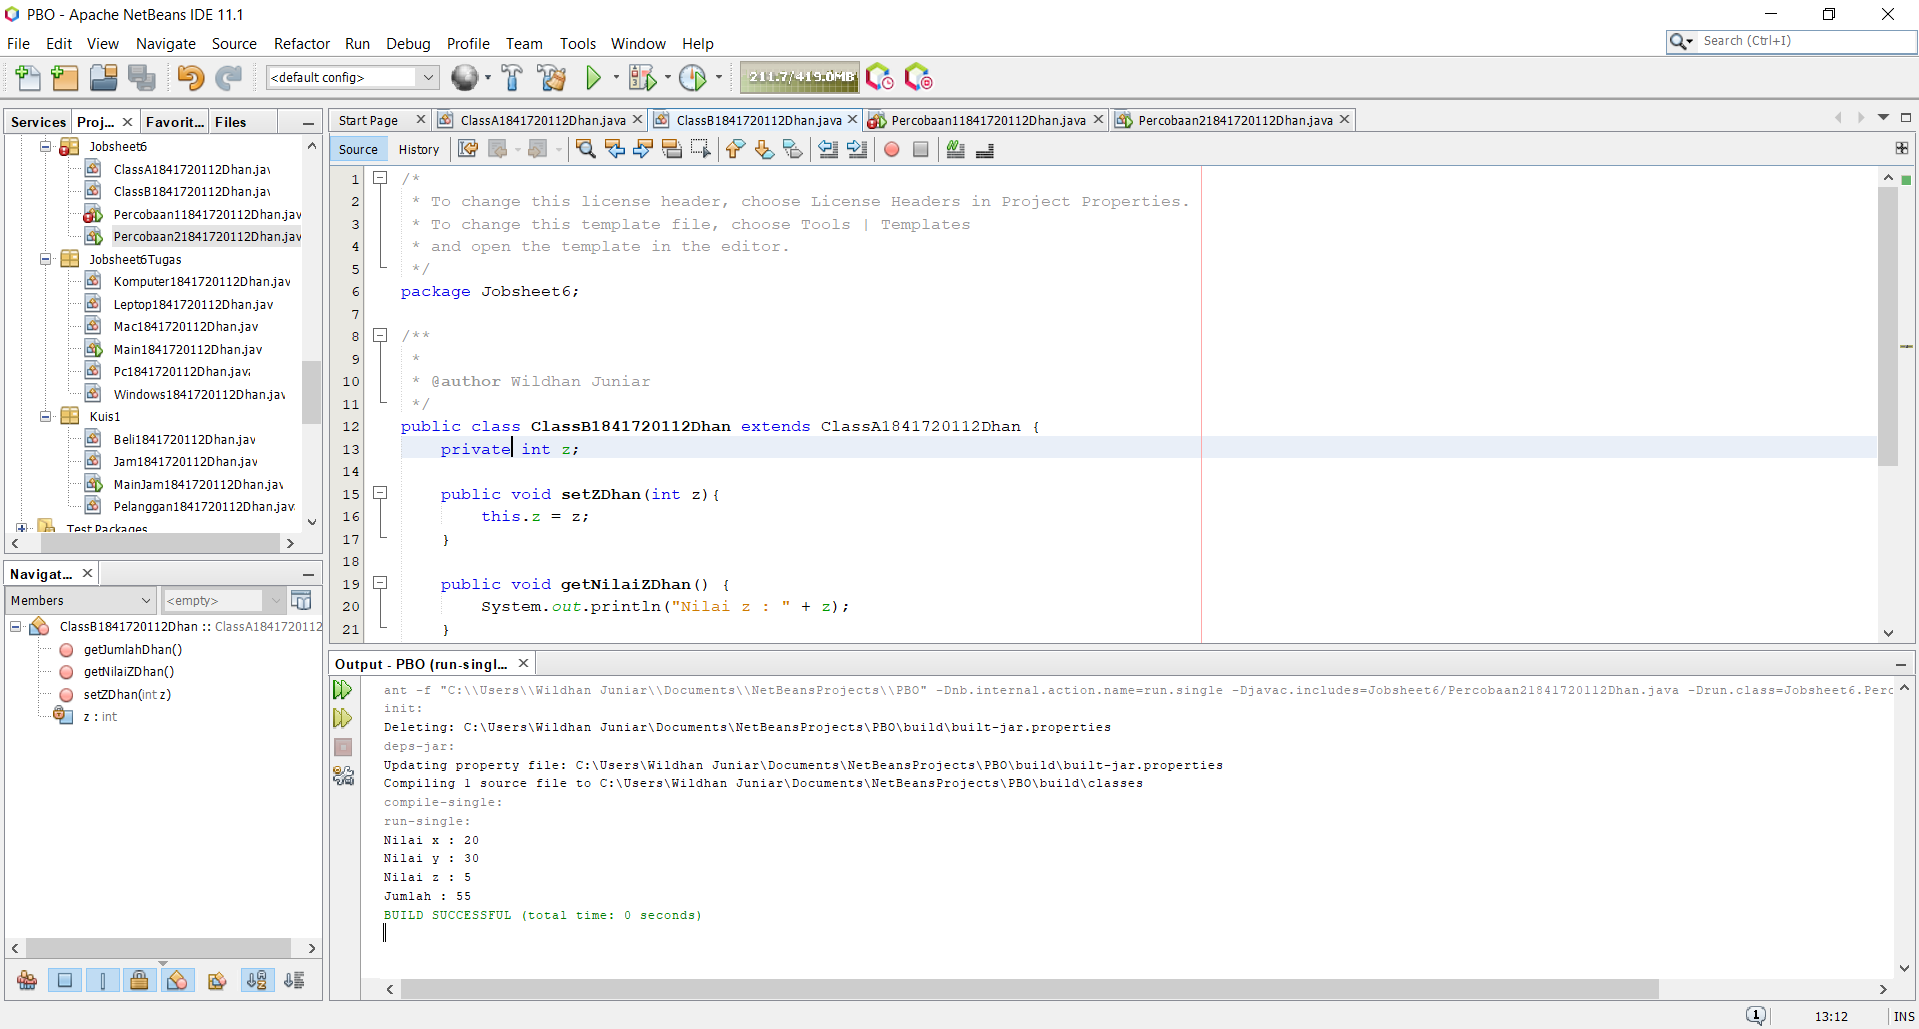 PBO - Apache NetBeans IDE 11.1
File Edit View Navigate Source Refactor Run Debug Profile Team Tools Window Help
Search (Ctrl+I)
<default config>
211.7/419.0MB
Services Proj... Favorit... Files
Jobsheet6
ClassA1841720112Dhan.jav
ClassB1841720112Dhan.jav
Percobaan11841720112Dhan.jav
Percobaan21841720112Dhan.jav
Jobsheet6Tugas
Komputer1841720112Dhan.jav
Leptop1841720112Dhan.jav
Mac1841720112Dhan.jav
Main1841720112Dhan.jav
Pc1841720112Dhan.java
Windows1841720112Dhan.jav
Kuis1
Beli1841720112Dhan.jav
Jam1841720112Dhan.jav
MainJam1841720112Dhan.jav
Pelanggan1841720112Dhan.jav
Test Packages
Navigat...
Members
<empty>
ClassB1841720112Dhan :: ClassA1841720112
getJumlahDhan()
getNilaiZDhan()
setZDhan(int z)
z : int
Start Page ClassA1841720112Dhan.java ClassB1841720112Dhan.java Percobaan11841720112Dhan.java Percobaan21841720112Dhan.java
Source History
1 /*
2 * To change this license header, choose License Headers in Project Properties.
3 * To change this template file, choose Tools | Templates
4 * and open the template in the editor.
5 */
6 package Jobsheet6;
7
8 /**
9 *
10 * @author Wildhan Juniar
11 */
12 public class ClassB1841720112Dhan extends ClassA1841720112Dhan {
13 private int z;
14
15 public void setZDhan(int z){
16 this.z = z;
17 }
18
19 public void getNilaiZDhan() {
20 System.out.println("Nilai z : " + z);
21 }
Output - PBO (run-singl...
ant -f "C:\\Users\\Wildhan Juniar\\Documents\\NetBeansProjects\\PBO" -Dnb.internal.action.name=run.single -Djavac.includes=Jobsheet6/Percobaan21841720112Dhan.java -Drun.class=Jobsheet6.Perc
init:
Deleting: C:\Users\Wildhan Juniar\Documents\NetBeansProjects\PBO\build\built-jar.properties
deps-jar:
Updating property file: C:\Users\Wildhan Juniar\Documents\NetBeansProjects\PBO\build\built-jar.properties
Compiling 1 source file to C:\Users\Wildhan Juniar\Documents\NetBeansProjects\PBO\build\classes
compile-single:
run-single:
Nilai x : 20
Nilai y : 30
Nilai z : 5
Jumlah : 55
BUILD SUCCESSFUL (total time: 0 seconds)
1
13:12 INS